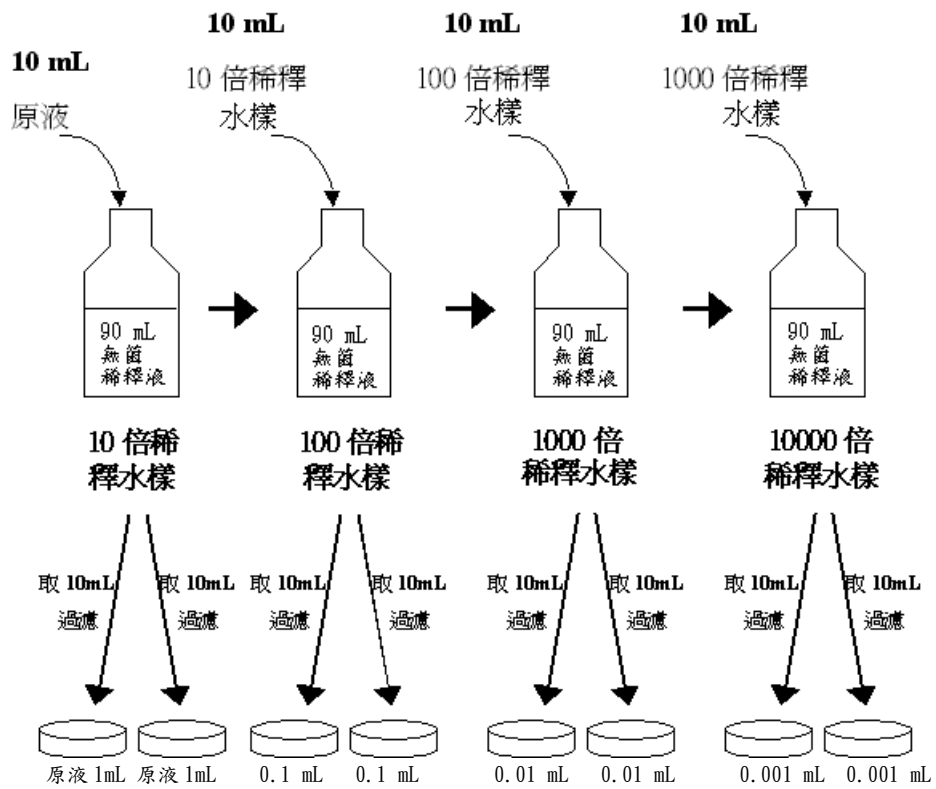 10 mL
原液
10 mL
10 倍稀釋
水樣
10 mL
100 倍稀釋
水樣
10 mL
1000 倍稀釋
水樣
90 mL
無菌
稀釋液
90 mL
無菌
稀釋液
90 mL
無菌
稀釋液
90 mL
無菌
稀釋液
10 倍稀
釋水樣
100 倍稀
釋水樣
1000 倍
稀釋水樣
10000 倍
稀釋水樣
取 10mL
過濾
取 10mL
過濾
取 10mL
過濾
取 10mL
過濾
取 10mL
過濾
取 10mL
過濾
取 10mL
過濾
取 10mL
過濾
原液 1mL
原液 1mL
0.1 mL
0.1 mL
0.01 mL
0.01 mL
0.001 mL
0.001 mL